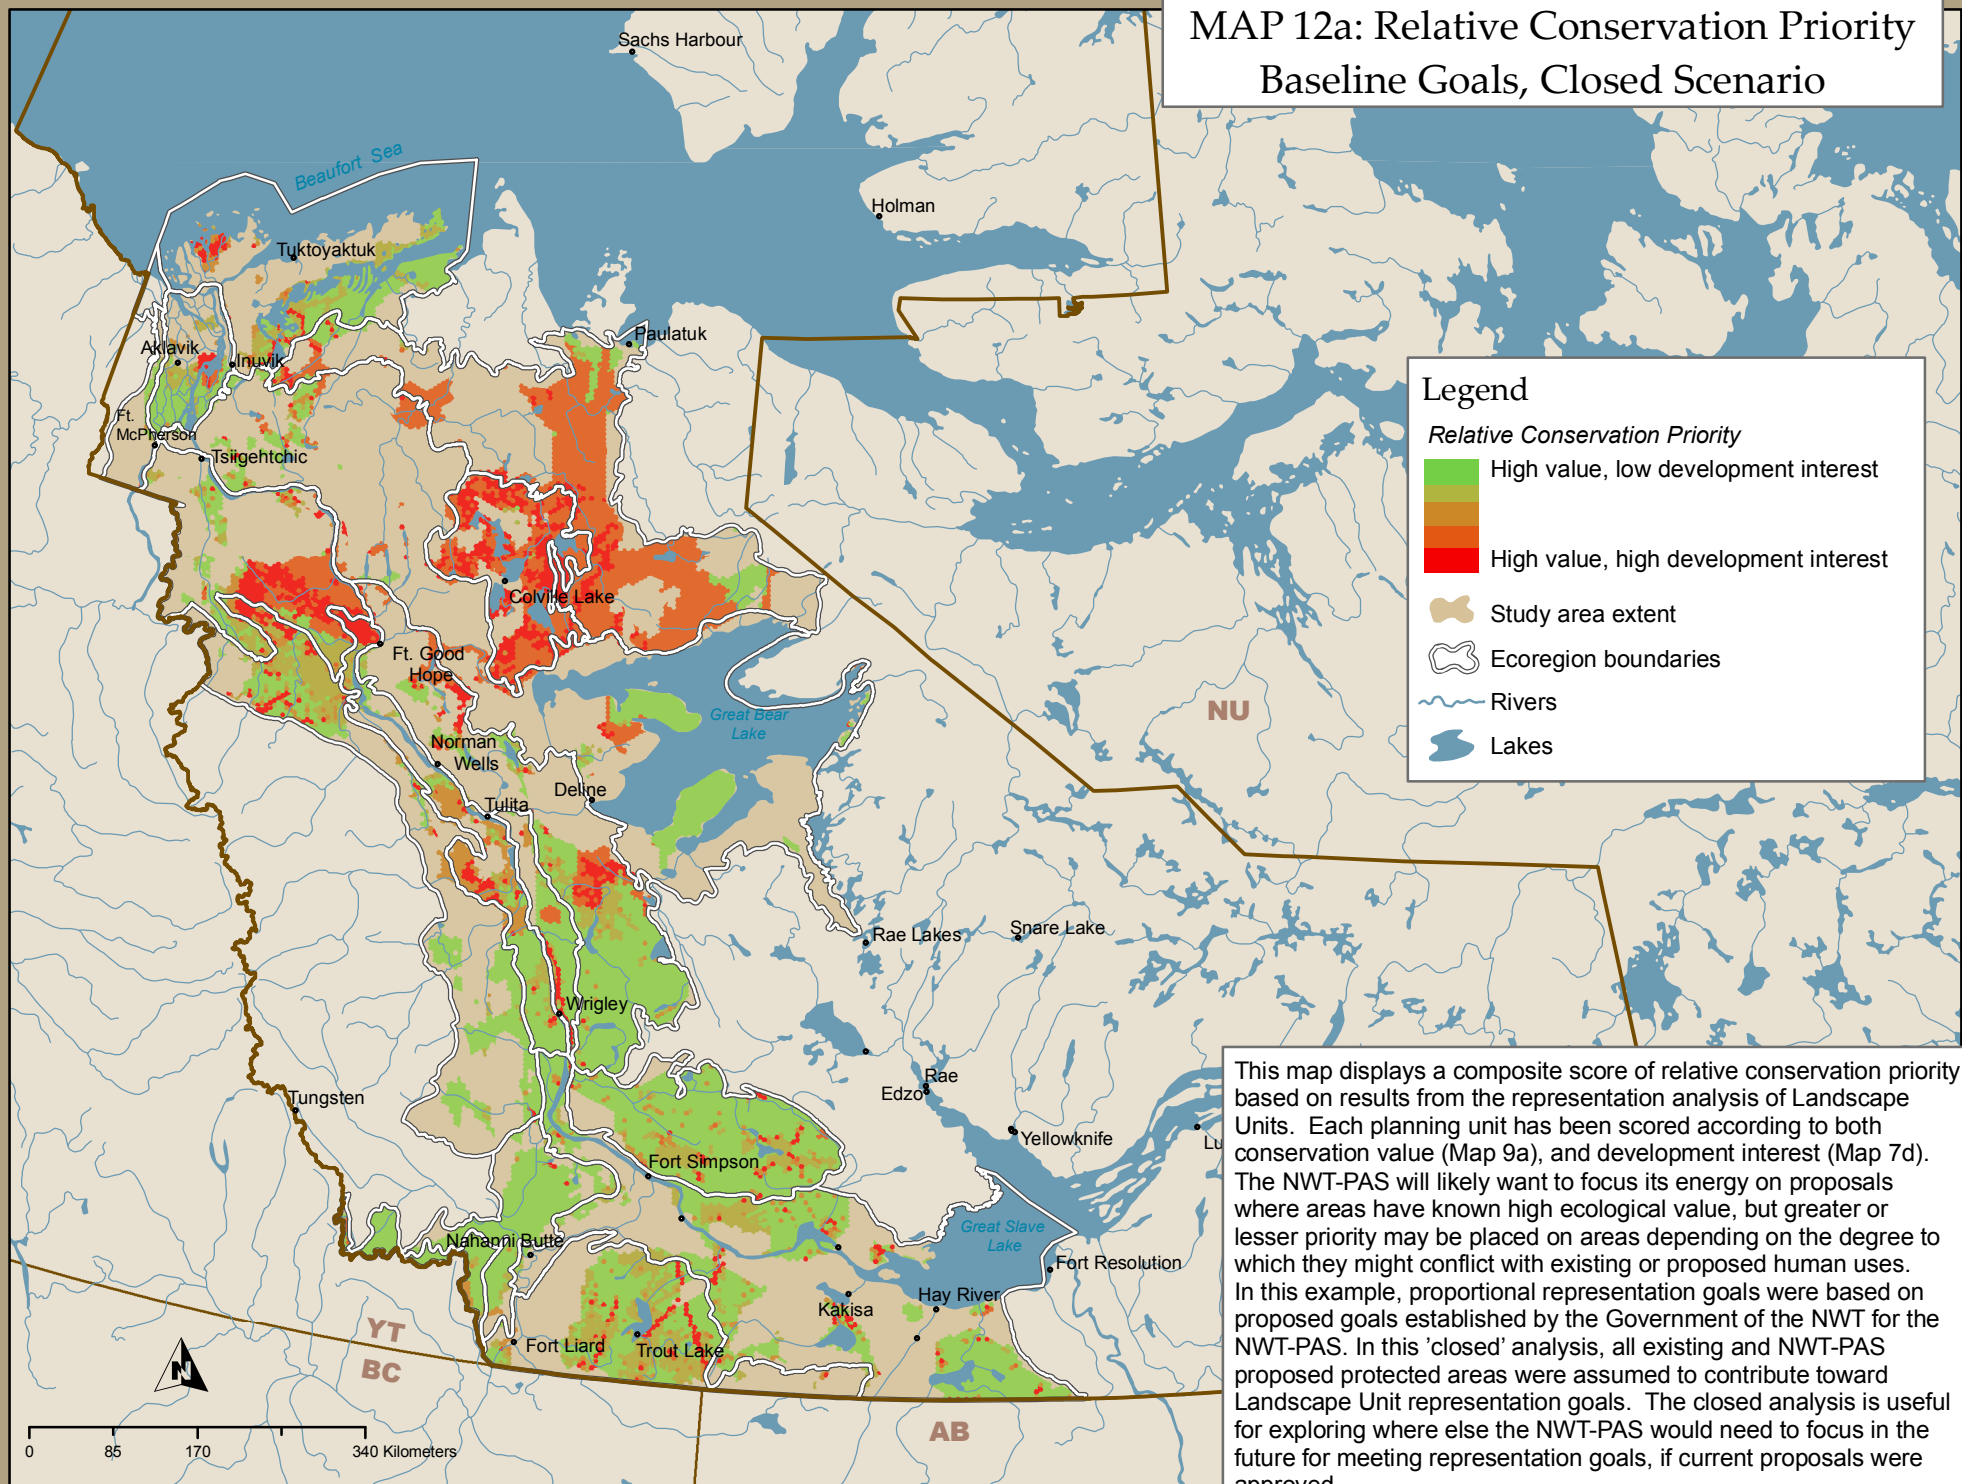 MAP 12a: Relative Conservation Priority
Baseline Goals, Closed Scenario
Sachs Harbour
Beaufort Sea
Holman
Tuktoyaktuk
Paulatuk
Aklavik
Inuvik
Ft.
McPherson
Tsiigehtchic
Colville Lake
Ft. Good
Hope
Great Bear
Lake
Norman
Wells
Deline
Tulita
NU
Rae Lakes
Snare Lake
Wrigley
Rae
Edzo
Tungsten
Yellowknife
Lu
Fort Simpson
Great Slave
Lake
Nahanni Butte
Fort Resolution
Hay River
Kakisa
Fort Liard
Trout Lake
YT
BC
AB
N
0 85 170 340 Kilometers
Legend
Relative Conservation Priority
High value, low development interest
High value, high development interest
Study area extent
Ecoregion boundaries
Rivers
Lakes
This map displays a composite score of relative conservation priority
based on results from the representation analysis of Landscape
Units. Each planning unit has been scored according to both
conservation value (Map 9a), and development interest (Map 7d).
The NWT-PAS will likely want to focus its energy on proposals
where areas have known high ecological value, but greater or
lesser priority may be placed on areas depending on the degree to
which they might conflict with existing or proposed human uses.
In this example, proportional representation goals were based on
proposed goals established by the Government of the NWT for the
NWT-PAS. In this 'closed' analysis, all existing and NWT-PAS
proposed protected areas were assumed to contribute toward
Landscape Unit representation goals. The closed analysis is useful
for exploring where else the NWT-PAS would need to focus in the
future for meeting representation goals, if current proposals were
approved